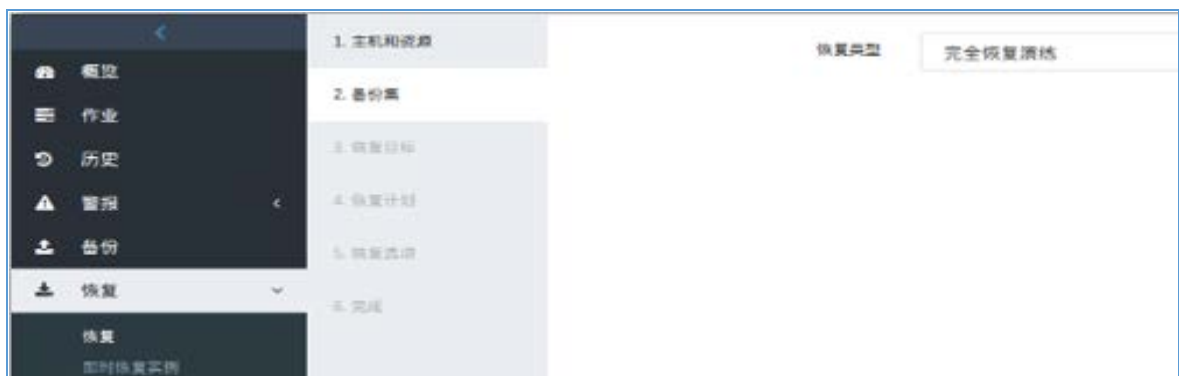 概览
作业
历史
警报
备份
恢复
恢复
即时恢复实例
1. 主机和资源
2. 备份集
3. 恢复目标
4. 恢复计划
5. 恢复选项
6. 完成
恢复类型
完全恢复演练